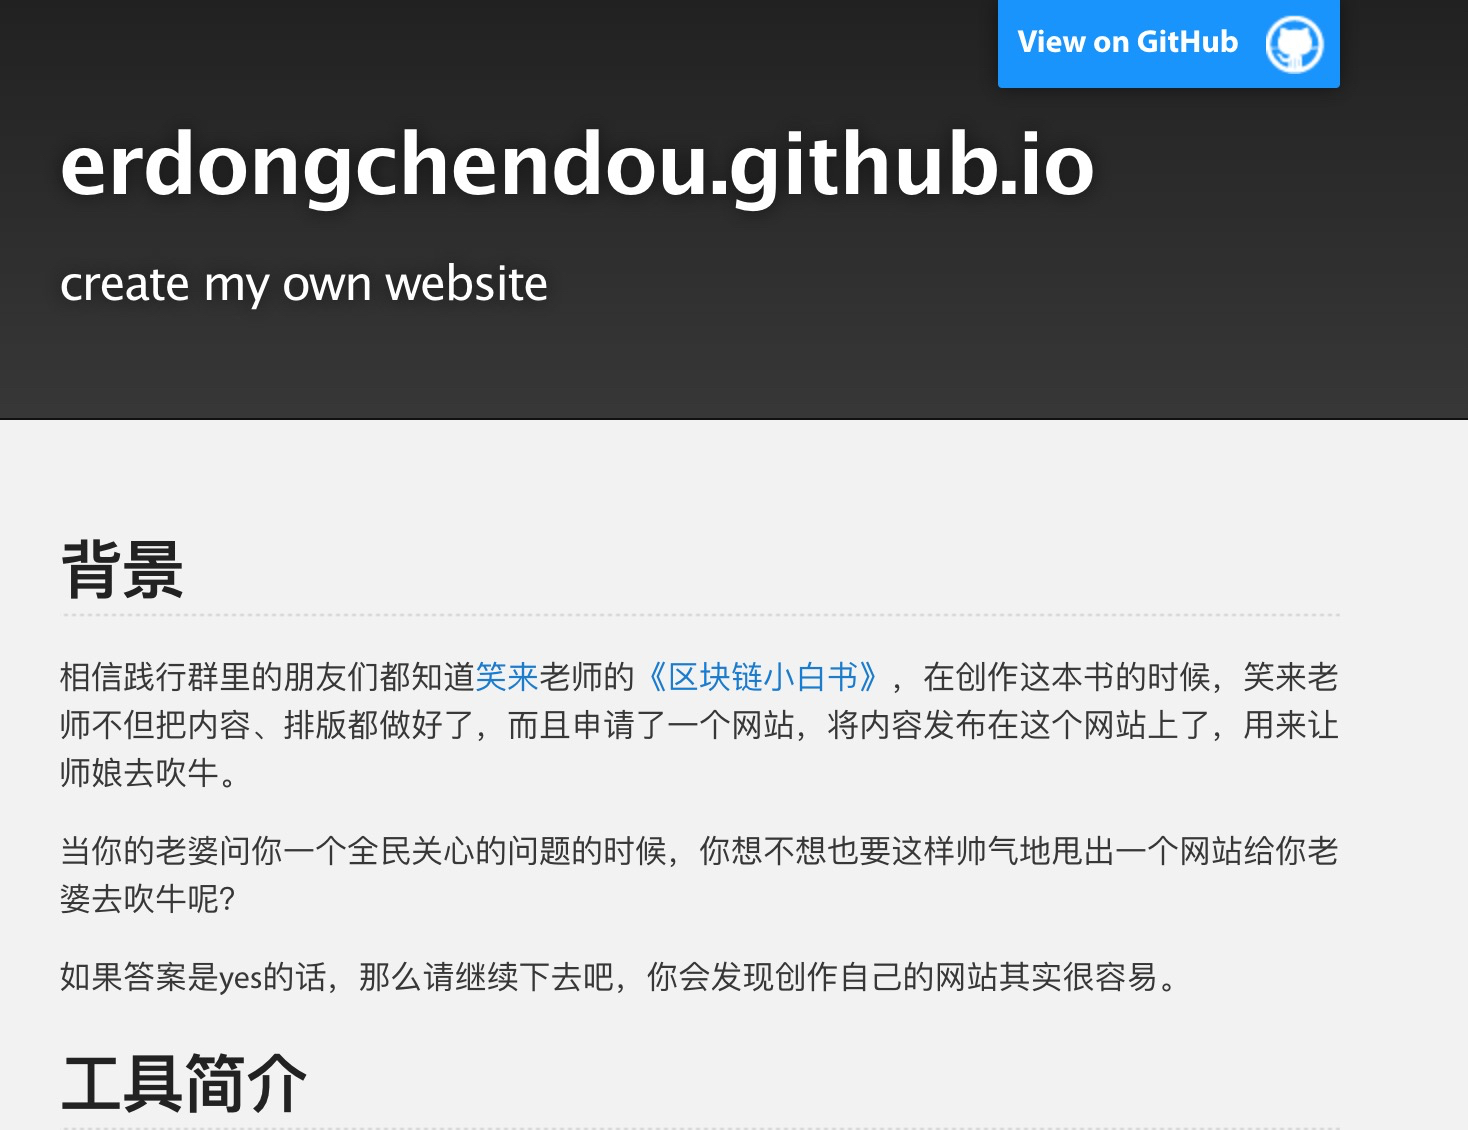 View on GitHub
erdongchendou.github.io
create my own website
背景
相信践行群里的朋友们都知道笑来老师的《区块链小白书》，在创作这本书的时候，笑来老
师不但把内容、排版都做好了，而且申请了一个网站，将内容发布在这个网站上了，用来让
师娘去吹牛。
当你的老婆问你一个全民关心的问题的时候，你想不想也要这样帅气地甩出一个网站给你老
婆去吹牛呢？
如果答案是yes的话，那么请继续下去吧，你会发现创作自己的网站其实很容易。
工具简介